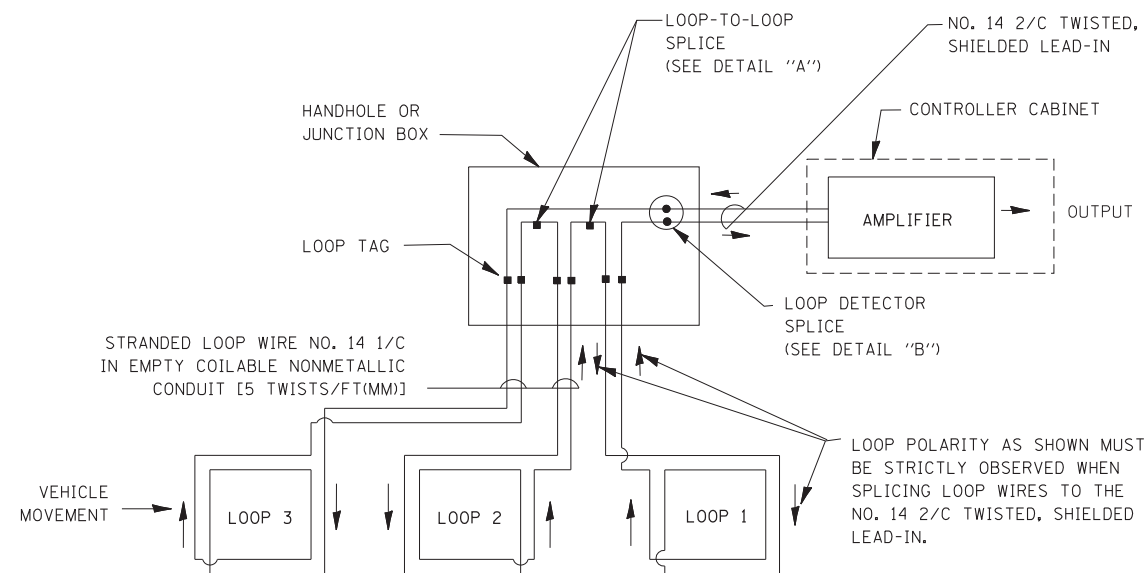 LOOP-TO-LOOP
SPLICE
(SEE DETAIL "A")
NO. 14 2/C TWISTED,
SHIELDED LEAD-IN
HANDHOLE OR
JUNCTION BOX
CONTROLLER CABINET
AMPLIFIER
OUTPUT
LOOP TAG
LOOP DETECTOR
SPLICE
(SEE DETAIL "B")
STRANDED LOOP WIRE NO. 14 1/C
IN EMPTY COILABLE NONMETALLIC
CONDUIT [5 TWISTS/FT(MM)]
LOOP POLARITY AS SHOWN MUST
BE STRICTLY OBSERVED WHEN
SPLICING LOOP WIRES TO THE
NO. 14 2/C TWISTED, SHIELDED
LEAD-IN.
VEHICLE
MOVEMENT
LOOP 3
LOOP 2
LOOP 1